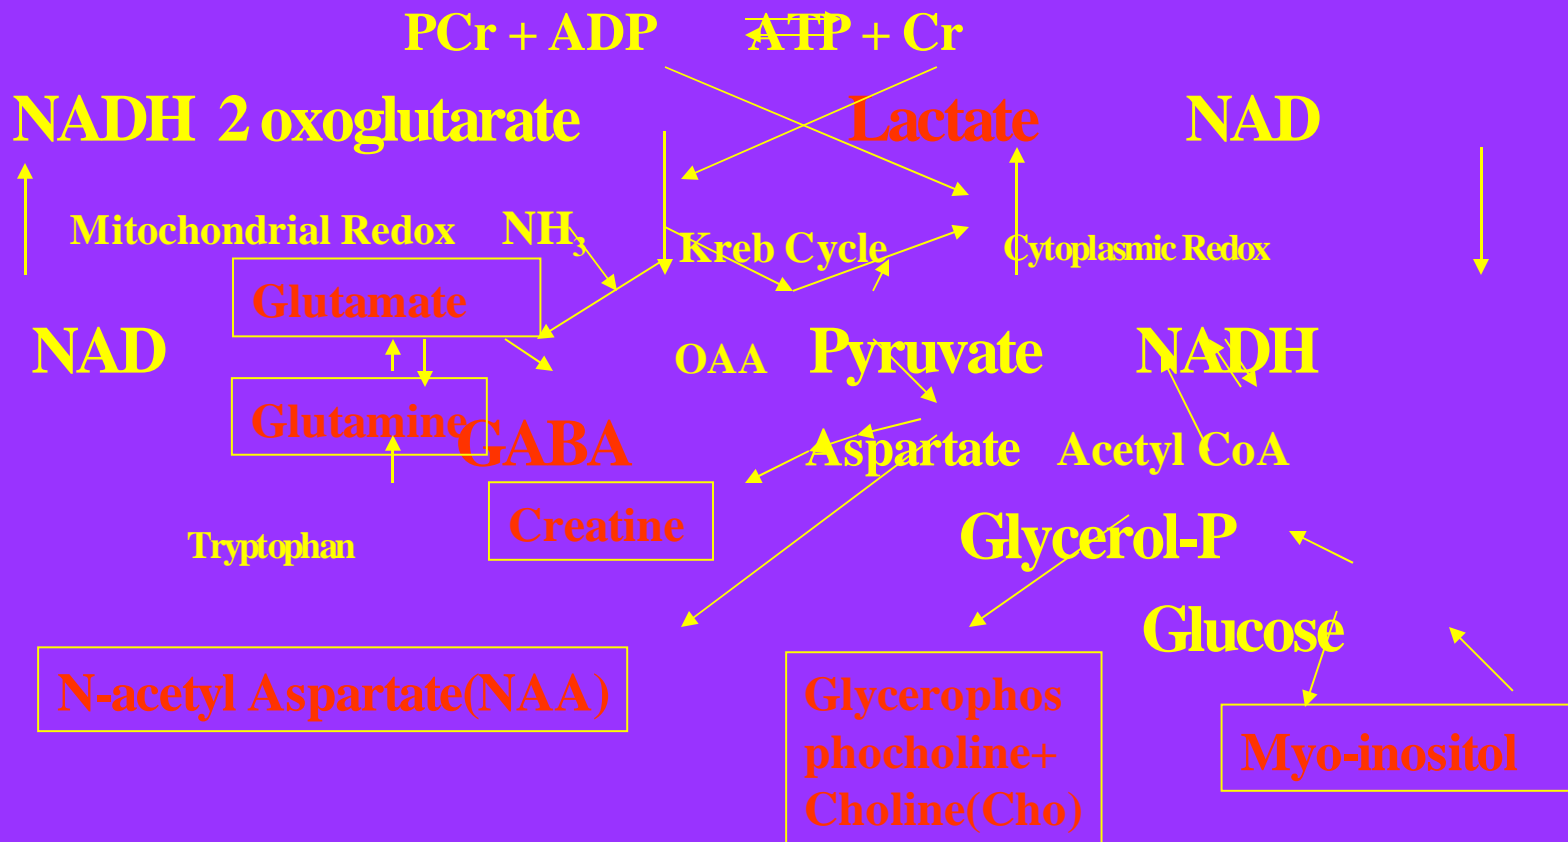 PCr + ADP ATP + Cr
NADH 2 oxoglutarate Lactate NAD
Mitochondrial Redox NH3 Kreb Cycle Cytoplasmic Redox
Glutamate
NAD OAA Pyruvate NADH
Glutamine GABA Aspartate Acetyl CoA
Creatine
Tryptophan Glycerol-P
Glucose
N-acetyl Aspartate(NAA)
Glycerophos
phocholine+
Choline(Cho)
Myo-inositol